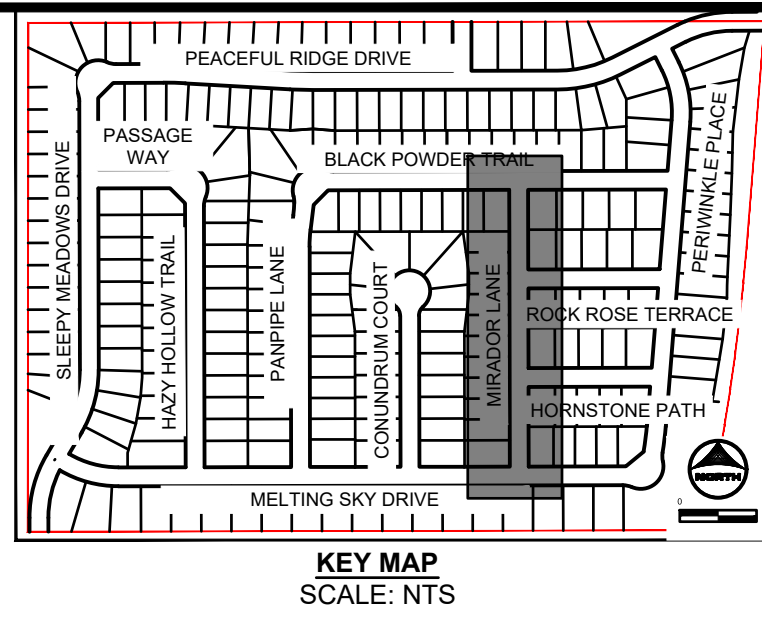 PEACEFUL RIDGE DRIVE
PASSAGE
WAY
BLACK POWDER TRAIL
PERIWINKLE PLACE
SLEEPY MEADOWS DRIVE
HAZY HOLLOW TRAIL
PANPIPE LANE
CONUNDRUM COURT
MIRADOR LANE
ROCK ROSE TERRACE
HORNSTONE PATH
MELTING SKY DRIVE
NORTH
0
KEY MAP
SCALE: NTS